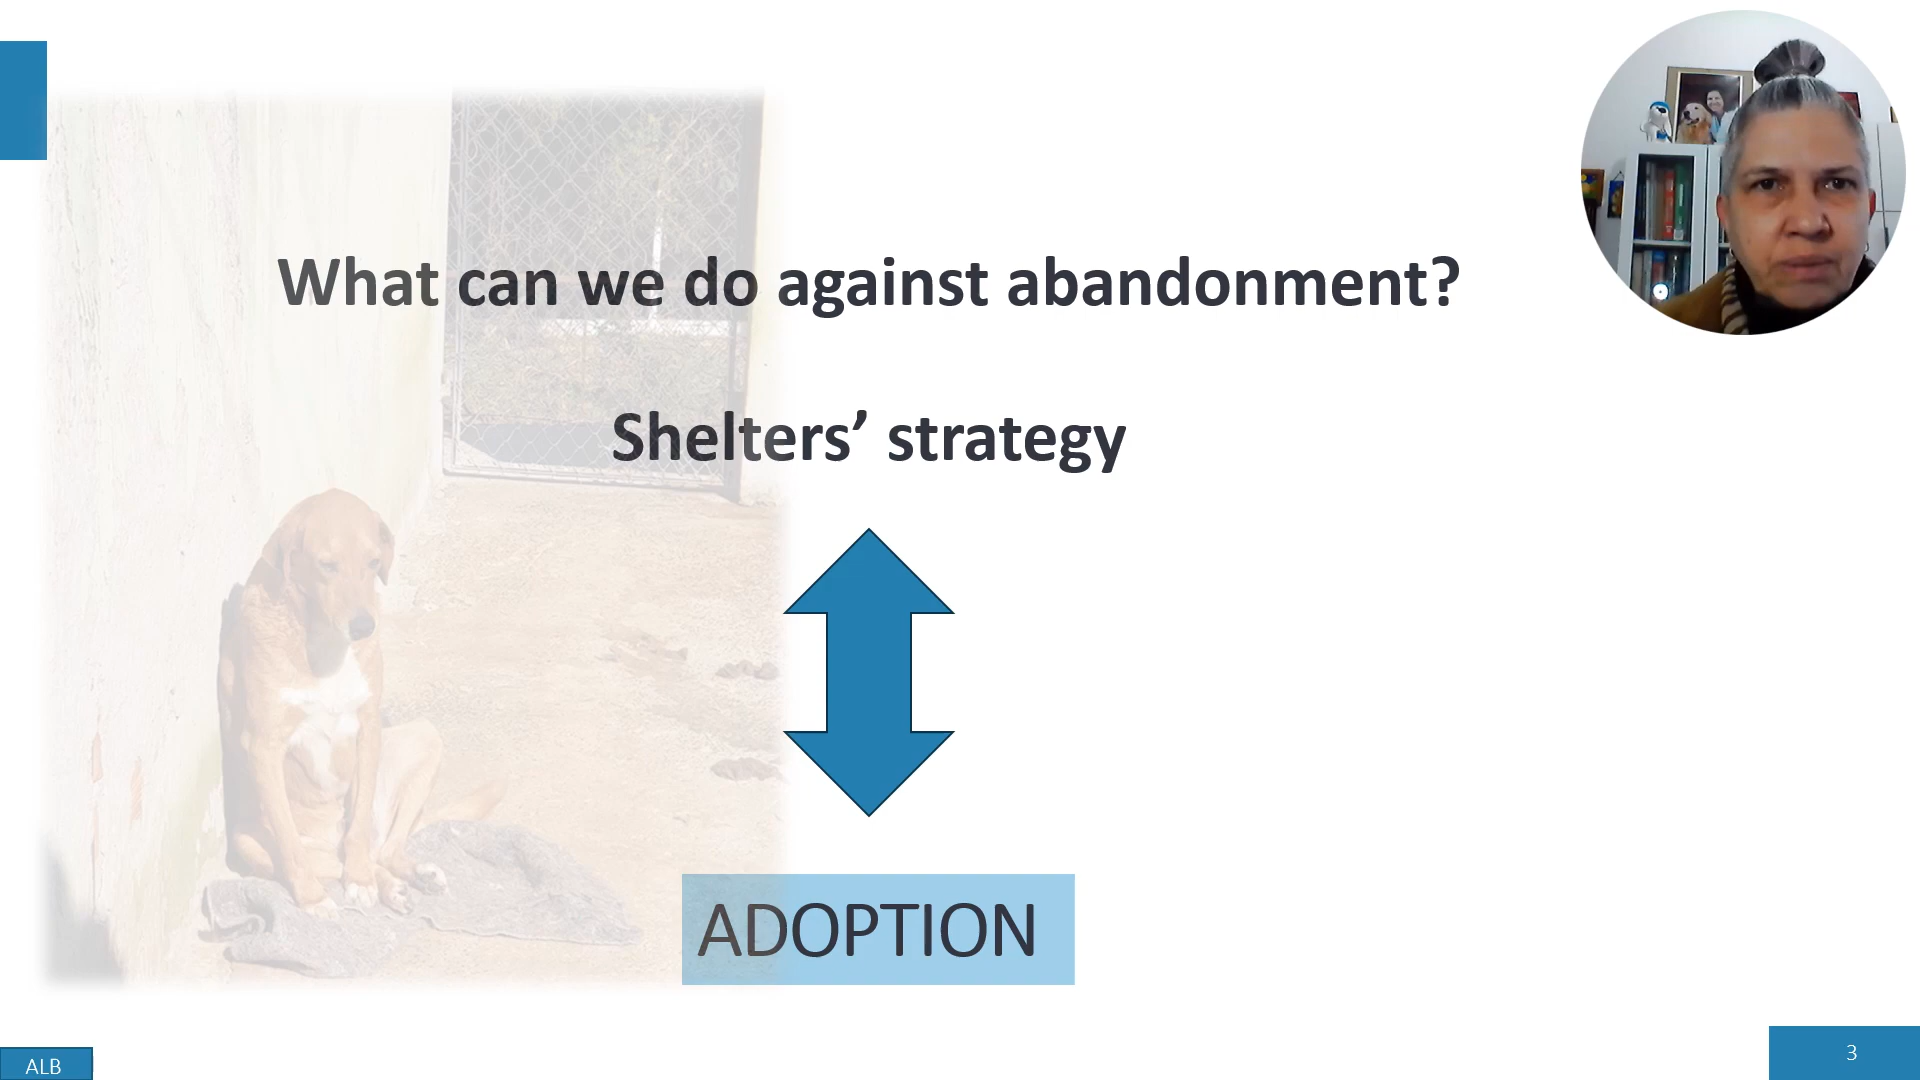 What can we do against abandonment?
Shelters’ strategy
ADOPTION
ALB
3